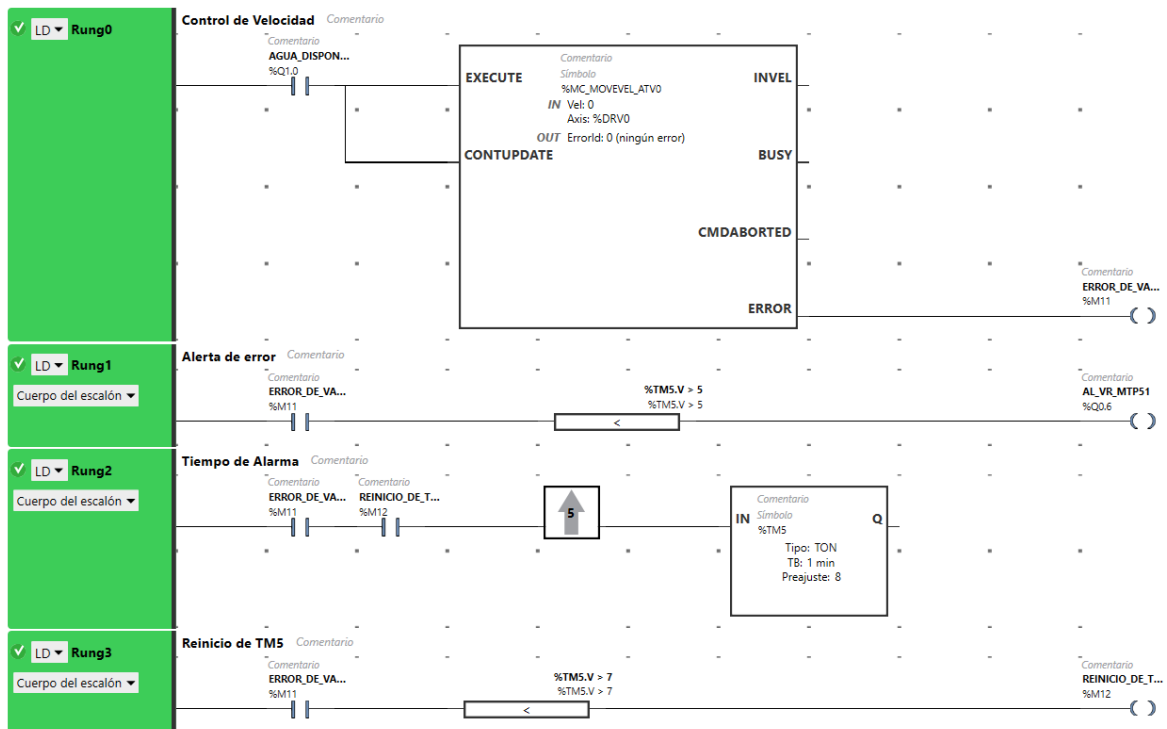 LD Rung0
Control de Velocidad Comentario
Comentario
AGUA_DISPON...
%Q1.0
Comentario
Símbolo
%MC_MOVEVEL_ATV0
IN Vel: 0
Axis: %DRV0
OUT ErrorId: 0 (ningún error)
EXECUTE
CONTUPDATE
INVEL
BUSY
CMDABORTED
ERROR
Comentario
ERROR_DE_VA...
%M11
( )
LD Rung1
Cuerpo del escalón
Alerta de error Comentario
Comentario
ERROR_DE_VA...
%M11
%TM5.V > 5
%TM5.V > 5
<
Comentario
AL_VR_MTP51
%Q0.6
( )
LD Rung2
Cuerpo del escalón
Tiempo de Alarma Comentario
Comentario
ERROR_DE_VA...
%M11
Comentario
REINICIO_DE_T...
%M12
5
Comentario
IN Símbolo Q
%TM5
Tipo: TON
TB: 1 min
Preajuste: 8
LD Rung3
Cuerpo del escalón
Reinicio de TM5 Comentario
Comentario
ERROR_DE_VA...
%M11
%TM5.V > 7
%TM5.V > 7
<
Comentario
REINICIO_DE_T...
%M12
( )